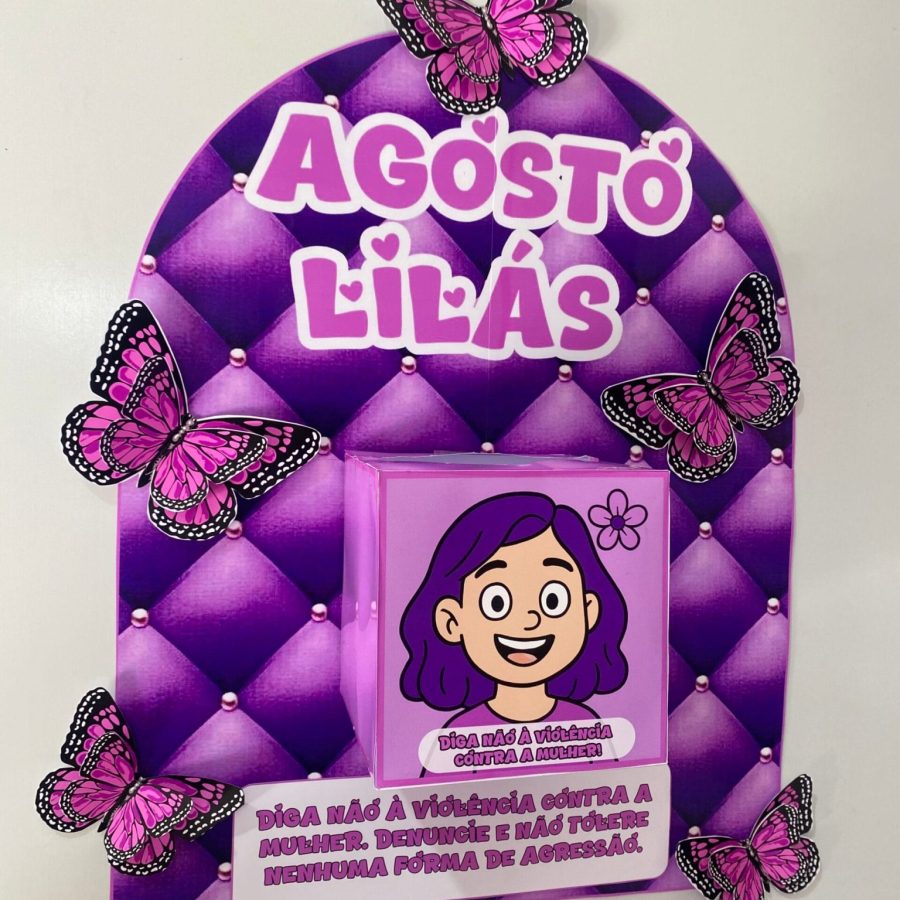 AGOSTO
LILÁS
DIGA NÃO À VIOLÊNCIA
CONTRA A MULHER!
DIGA NÃO À VIOLÊNCIA CONTRA A
MULHER. DENUNCIE E NÃO TOLERE
NENHUMA FORMA DE AGRESSÃO.